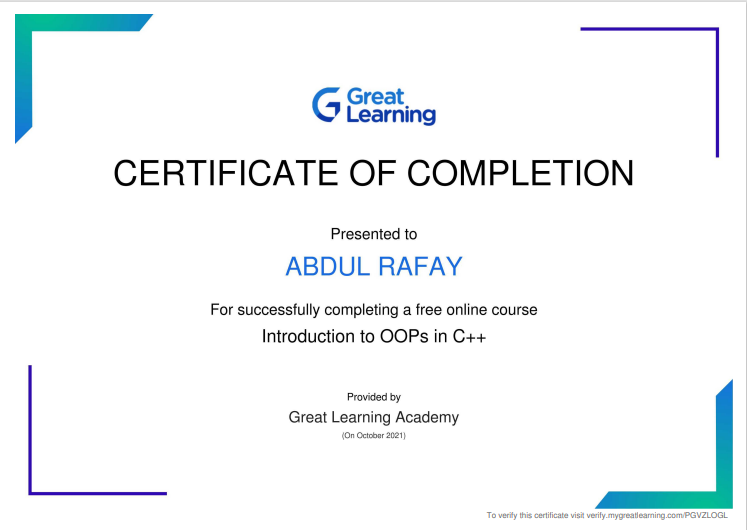 Great
Learning
CERTIFICATE OF COMPLETION
Presented to
ABDUL RAFAY
For successfully completing a free online course
Introduction to OOPs in C++
Provided by
Great Learning Academy
(On October 2021)
To verify this certificate visit verify.mygreatlearning.com/PGVZLOGL